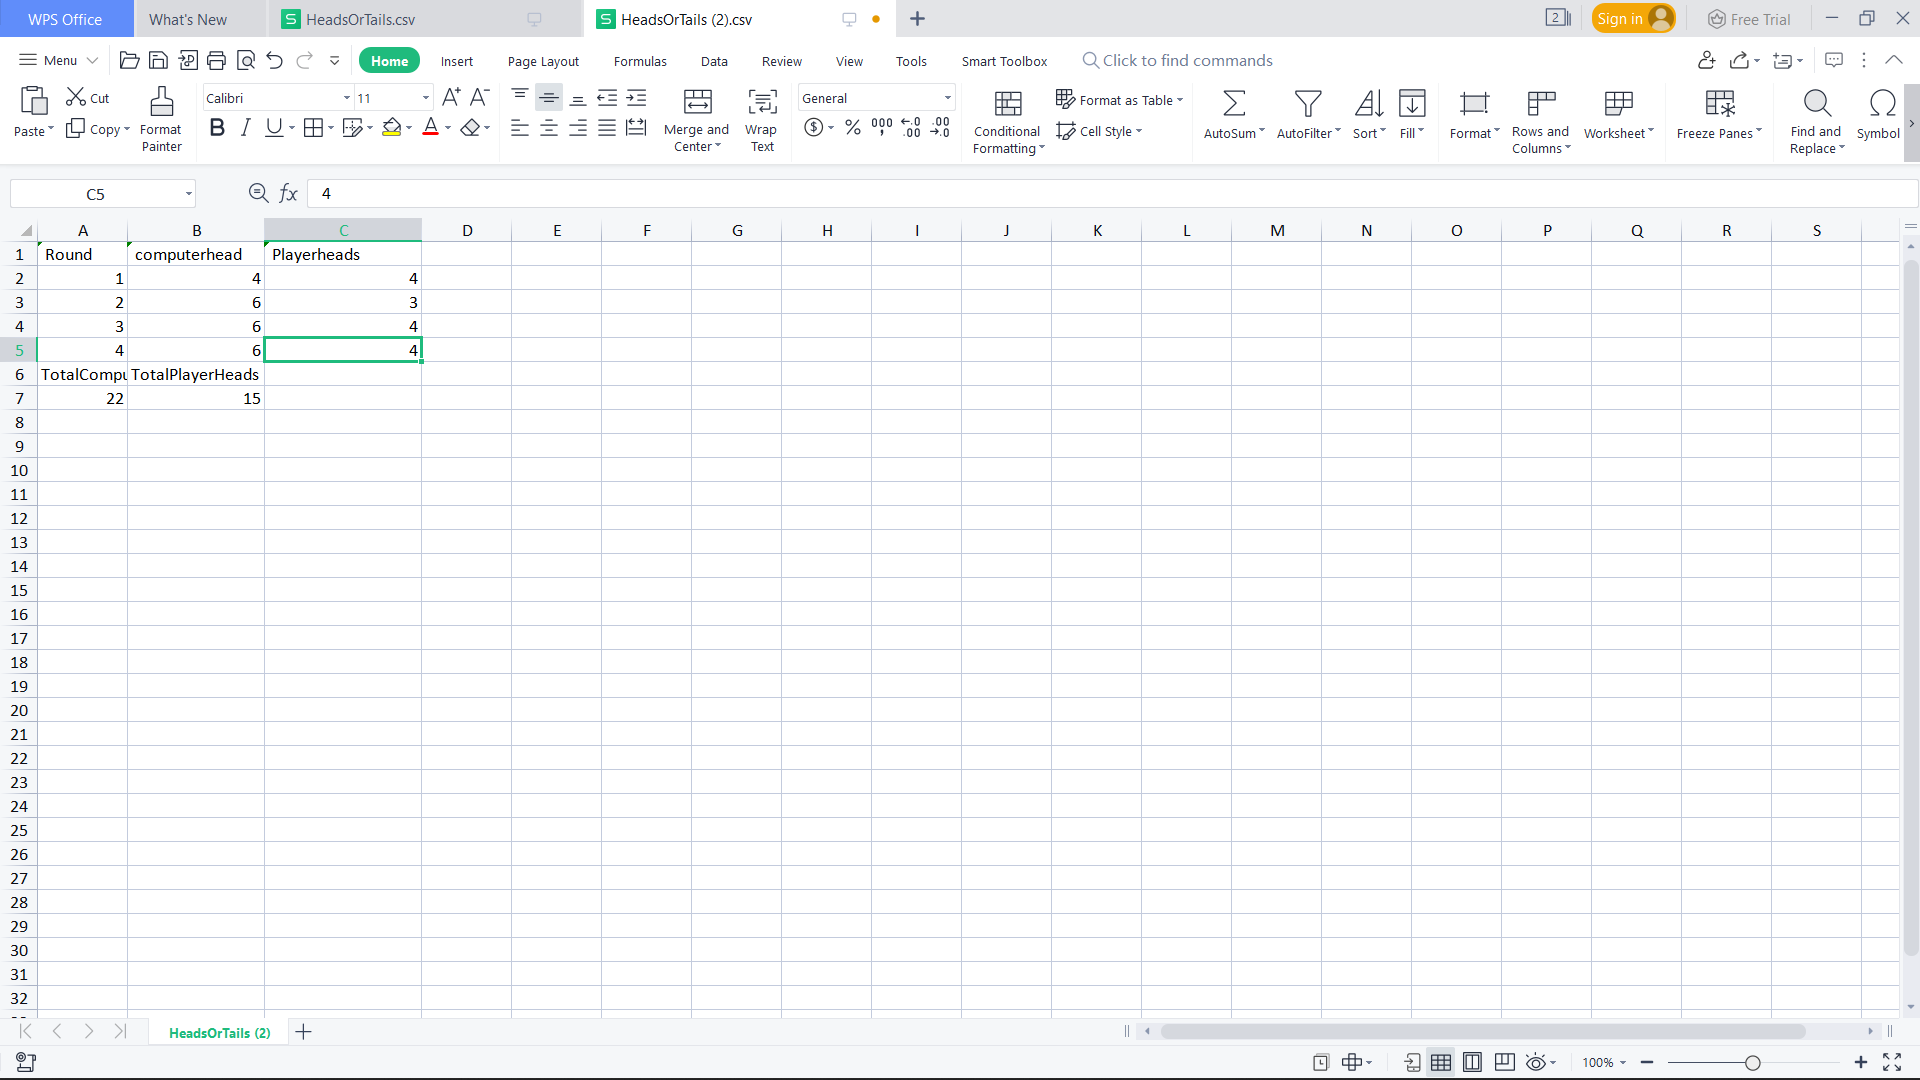 WPS Office What's New HeadsOrTails.csv HeadsOrTails (2).csv 2 Sign in Free Trial
Menu Home Insert Page Layout Formulas Data Review View Tools Smart Toolbox Click to find commands
Paste Cut Copy Format Painter Calibri 11 A+ A- B I U A Merge and Center Wrap Text General Conditional Formatting Format as Table Cell Style AutoSum AutoFilter Sort Fill Format Rows and Columns Worksheet Freeze Panes Find and Replace Symbol
C5 fx 4
A B C D E F G H I J K L M N O P Q R S
1 Round computerhead Playerheads
2 1 4 4
3 2 6 3
4 3 6 4
5 4 6 4
6 TotalCompu TotalPlayerHeads
7 22 15
8
9
10
11
12
13
14
15
16
17
18
19
20
21
22
23
24
25
26
27
28
29
30
31
32
HeadsOrTails (2)
100%